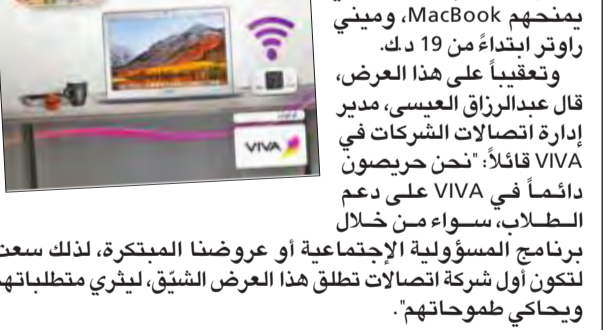 يمنحهم MacBook، وميني
راوتر ابتداءً من 19 د.ك.
وتعقيباً على هذا العرض،
قال عبدالرزاق العيسى، مدير
إدارة اتصالات الشركات في
VIVA قائلاً: "نحن حريصون
دائماً في VIVA على دعم
الطلاب، سواء من خلال
برنامج المسؤولية الإجتماعية أو عروضنا المبتكرة، لذلك سعت
لتكون أول شركة اتصالات تطلق هذا العرض الشيّق، ليثري متطلباتهم
ويحاكي طموحاتهم".
VIVA